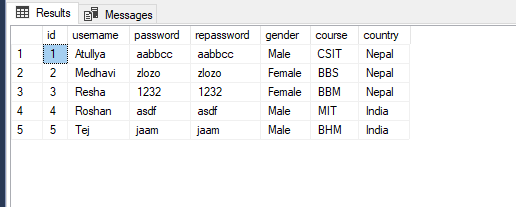 Results Messages
id username password repassword gender course country
1 1 Atullya aabbcc aabbcc Male CSIT Nepal
2 2 Medhavi zlozo zlozo Female BBS Nepal
3 3 Resha 1232 1232 Female BBM Nepal
4 4 Roshan asdf asdf Male MIT India
5 5 Tej jaam jaam Male BHM India